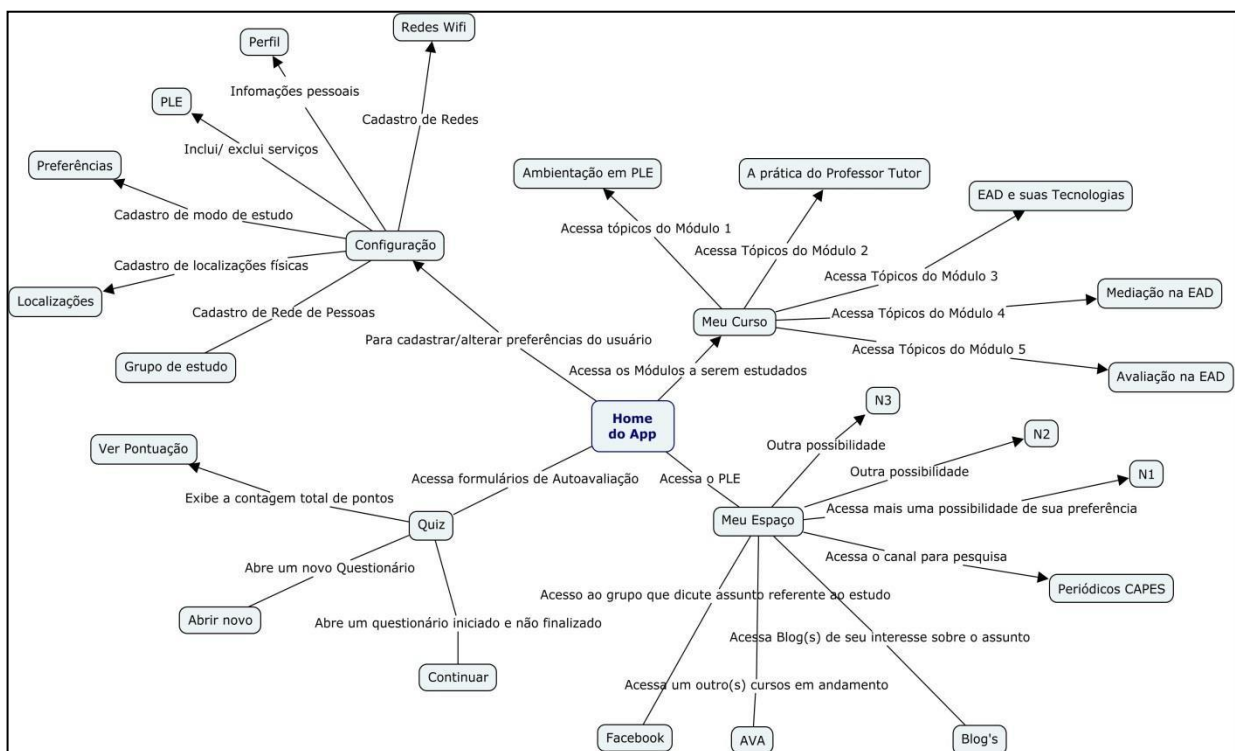 Redes Wifi
Perfil
Infomações pessoais
PLE
Cadastro de Redes
Inclui/ exclui serviços
Preferências
Cadastro de modo de estudo
Configuração
Cadastro de localizações físicas
Localizações
Cadastro de Rede de Pessoas
Grupo de estudo
Para cadastrar/alterar preferências do usuário
Ambientação em PLE
A prática do Professor Tutor
EAD e suas Tecnologias
Acessa tópicos do Módulo 1
Acessa Tópicos do Módulo 2
Acessa Tópicos do Módulo 3
Mediação na EAD
Acessa Tópicos do Módulo 4
Meu Curso
Acessa Tópicos do Módulo 5
Avaliação na EAD
Acessa os Módulos a serem estudados
Home
do App
Ver Pontuação
Acessa formulários de Autoavaliação
Exibe a contagem total de pontos
Quiz
Abre um novo Questionário
Abrir novo
Abre um questionário iniciado e não finalizado
Continuar
Acessa o PLE
N3
Outra possibilidade
N2
Outra possibilidade
N1
Acessa mais uma possibilidade de sua preferência
Meu Espaço
Acessa o canal para pesquisa
Periódicos CAPES
Acesso ao grupo que dicute assunto referente ao estudo
Acessa Blog(s) de seu interesse sobre o assunto
Acessa um outro(s) cursos em andamento
Facebook
AVA
Blog's